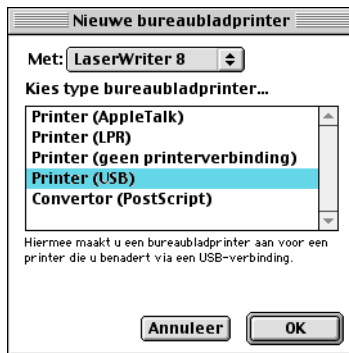 Nieuwe bureaubladprinter
Met: LaserWriter 8
Kies type bureaubladprinter...
Printer (AppleTalk)
Printer (LPR)
Printer (geen printerverbinding)
Printer (USB)
Convertor (PostScript)
Hiermee maakt u een bureaubladprinter aan voor een
printer die u benadert via een USB-verbinding.
Annuleer OK